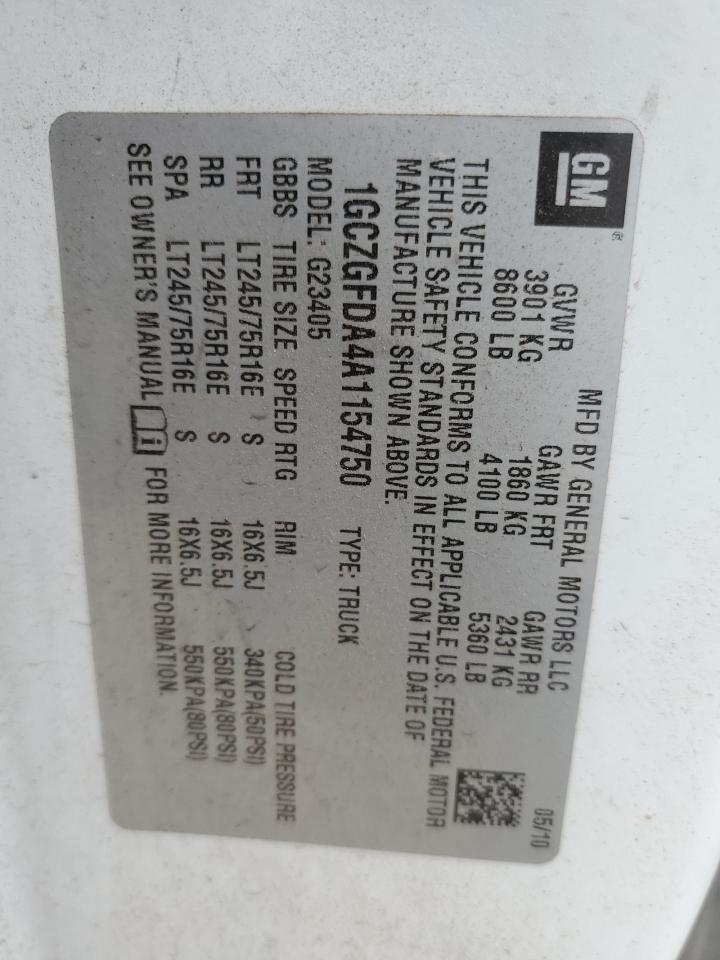 GM®
MFD BY GENERAL MOTORS LLC 05/10
GVWR GAWR FRT GAWR RR
3901 KG 1860 KG 2431 KG
8600 LB 4100 LB 5360 LB
THIS VEHICLE CONFORMS TO ALL APPLICABLE U.S. FEDERAL MOTOR
VEHICLE SAFETY STANDARDS IN EFFECT ON THE DATE OF
MANUFACTURE SHOWN ABOVE.
1GCZGFDA4A1154750 TYPE: TRUCK
MODEL: G23405
GBBS TIRE SIZE SPEED RTG RIM COLD TIRE PRESSURE
FRT LT245/75R16E S 16X6.5J 340KPA(50PSI)
RR LT245/75R16E S 16X6.5J 550KPA(80PSI)
SPA LT245/75R16E S 16X6.5J 550KPA(80PSI)
SEE OWNER'S MANUAL FOR MORE INFORMATION.